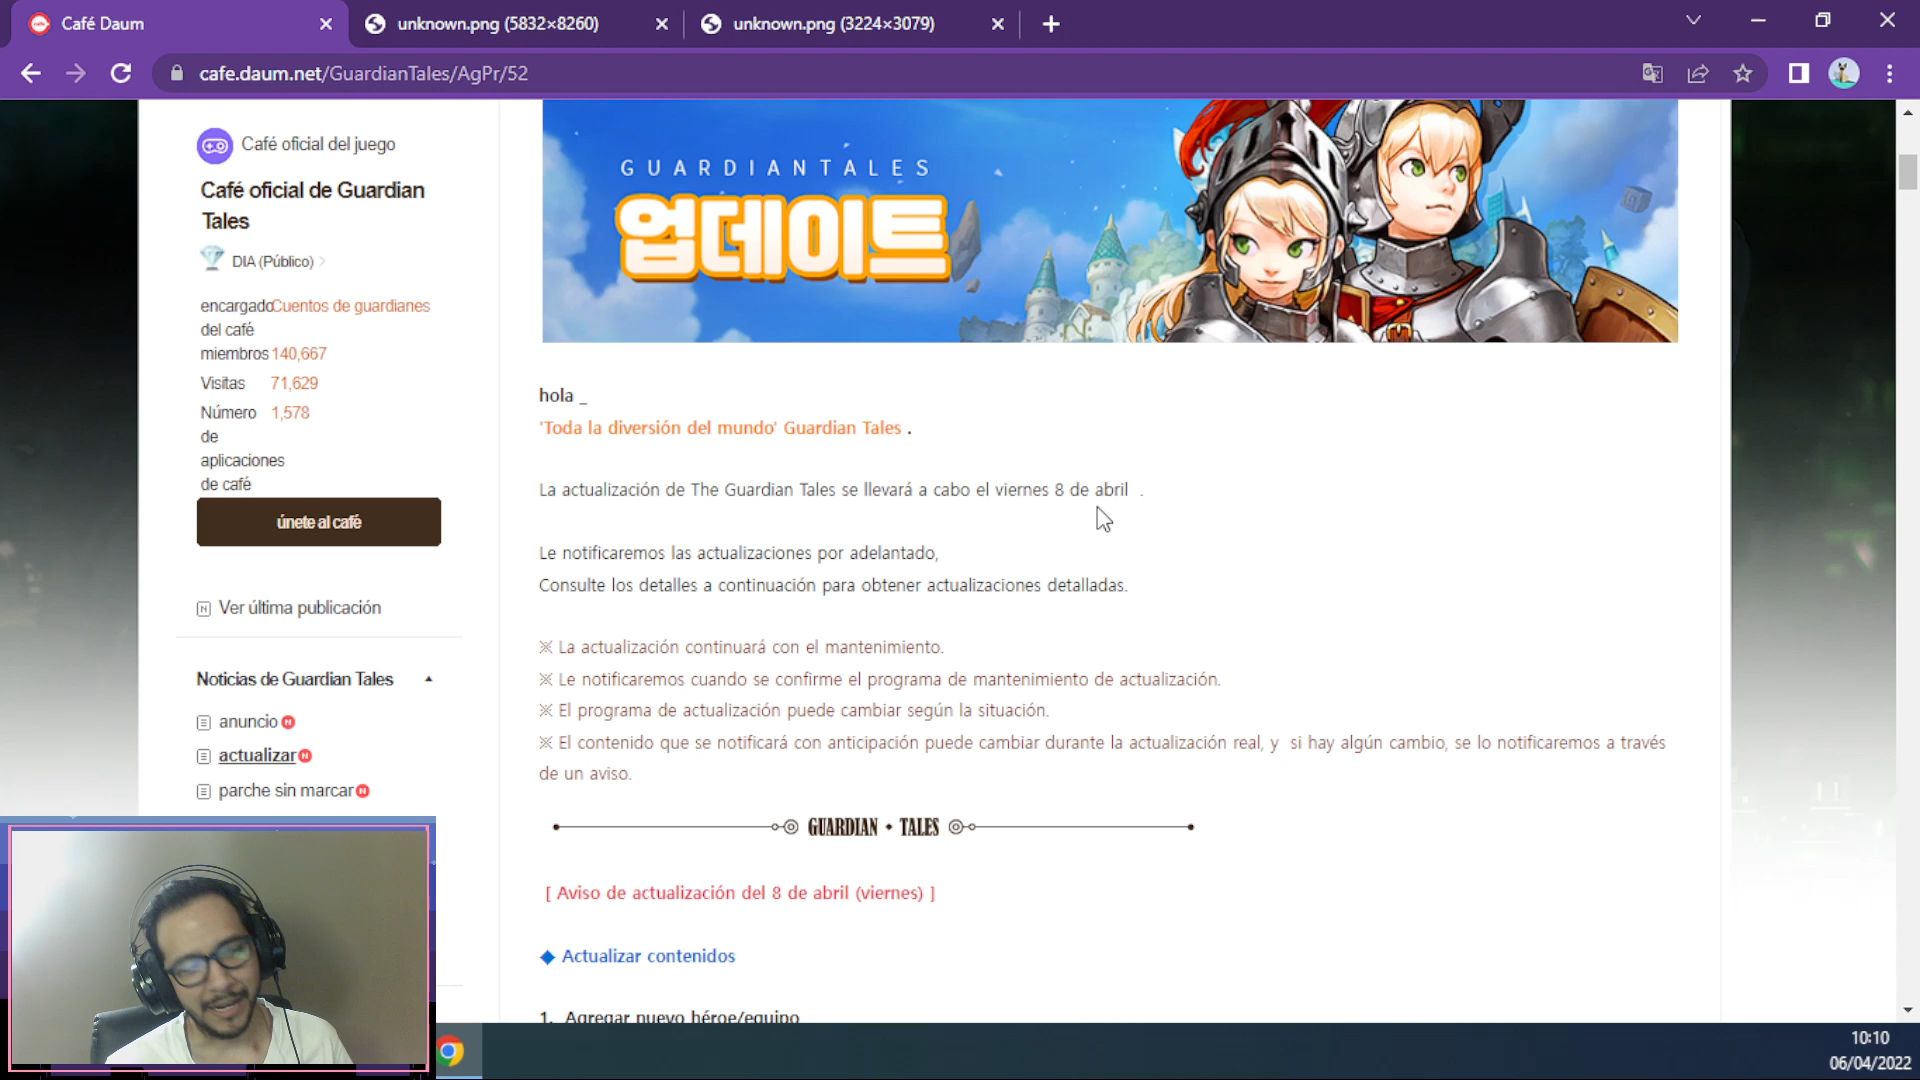 Café Daum
unknown.png (5832×8260)
unknown.png (3224×3079)
cafe.daum.net/GuardianTales/AgPr/52
Café oficial del juego
Café oficial de Guardian
Tales
DIA (Público)
encargado Cuentos de guardianes
del café
miembros 140,667
Visitas 71,629
Número 1,578
de
aplicaciones
de café
únete al café
Ver última publicación
Noticias de Guardian Tales
anuncio N
actualizar N
parche sin marcar N
GUARDIANTALES
업데이트
hola _
'Toda la diversión del mundo' Guardian Tales .
La actualización de The Guardian Tales se llevará a cabo el viernes 8 de abril .
Le notificaremos las actualizaciones por adelantado,
Consulte los detalles a continuación para obtener actualizaciones detalladas.
※ La actualización continuará con el mantenimiento.
※ Le notificaremos cuando se confirme el programa de mantenimiento de actualización.
※ El programa de actualización puede cambiar según la situación.
※ El contenido que se notificará con anticipación puede cambiar durante la actualización real, y si hay algún cambio, se lo notificaremos a través
de un aviso.
GUARDIAN • TALES
[ Aviso de actualización del 8 de abril (viernes) ]
◆ Actualizar contenidos
1. Agregar nuevo héroe/equipo
10:10
06/04/2022